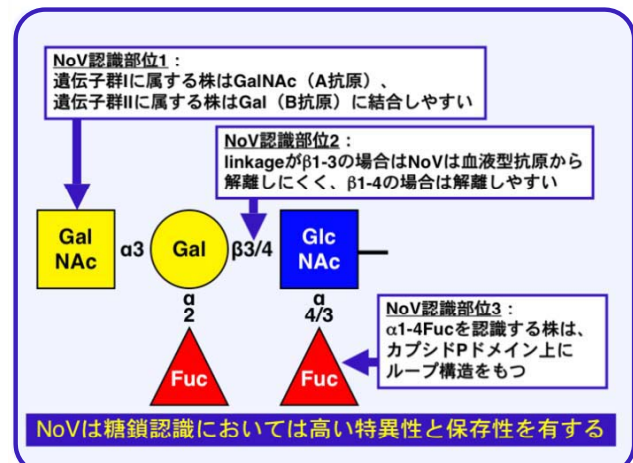 NoV認識部位1:
遺伝子群Iに属する株はGalNAc（A抗原）、
遺伝子群IIに属する株はGal（B抗原）に結合しやすい
NoV認識部位2:
linkageがβ1-3の場合はNoVは血液型抗原から
解離しにくく、β1-4の場合は解離しやすい
Gal
NAc
α3
Gal
β3/4
Glc
NAc
α
2
α
4/3
Fuc
Fuc
NoV認識部位3:
α1-4Fucを認識する株は、
カプシドPドメイン上に
ループ構造をもつ
NoVは糖鎖認識においては高い特異性と保存性を有する